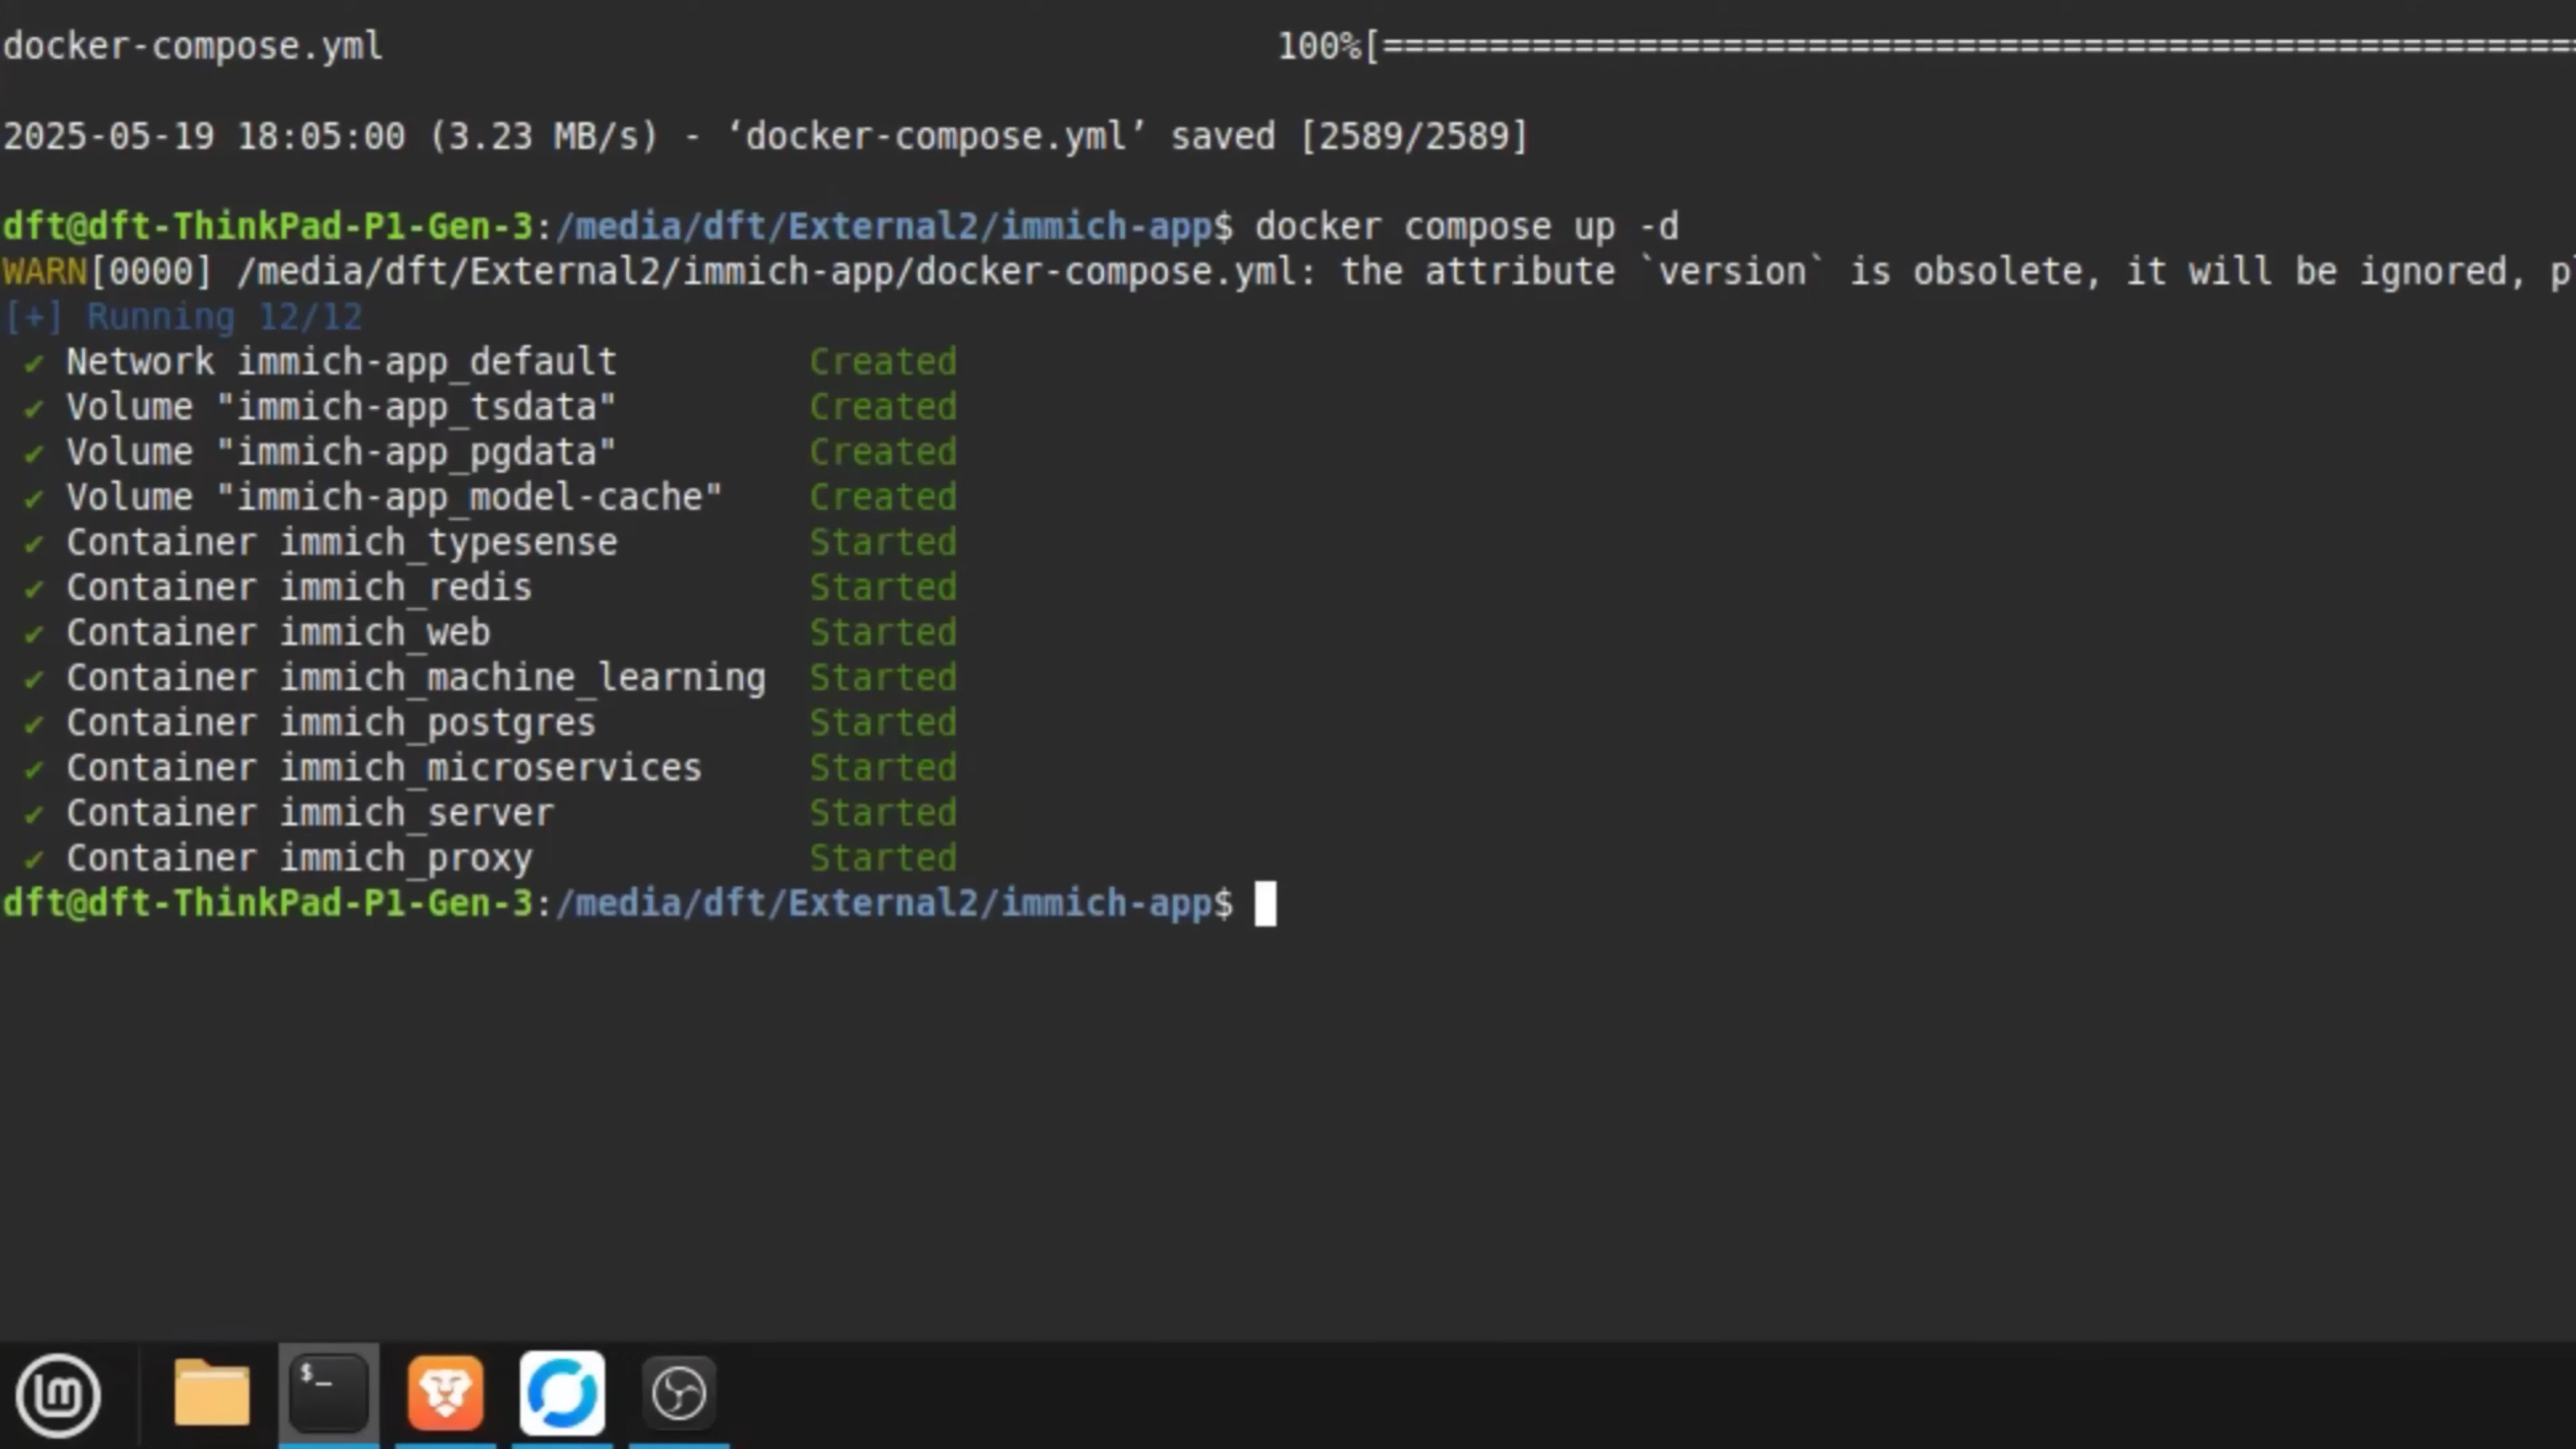 docker-compose.yml 100%[=======================================================
2025-05-19 18:05:00 (3.23 MB/s) - ‘docker-compose.yml’ saved [2589/2589]
dft@dft-ThinkPad-P1-Gen-3:/media/dft/External2/immich-app$ docker compose up -d
WARN[0000] /media/dft/External2/immich-app/docker-compose.yml: the attribute `version` is obsolete, it will be ignored,
[+] Running 12/12
✔ Network immich-app_default Created
✔ Volume "immich-app_tsdata" Created
✔ Volume "immich-app_pgdata" Created
✔ Volume "immich-app_model-cache" Created
✔ Container immich_typesense Started
✔ Container immich_redis Started
✔ Container immich_web Started
✔ Container immich_machine_learning Started
✔ Container immich_postgres Started
✔ Container immich_microservices Started
✔ Container immich_server Started
✔ Container immich_proxy Started
dft@dft-ThinkPad-P1-Gen-3:/media/dft/External2/immich-app$
$_